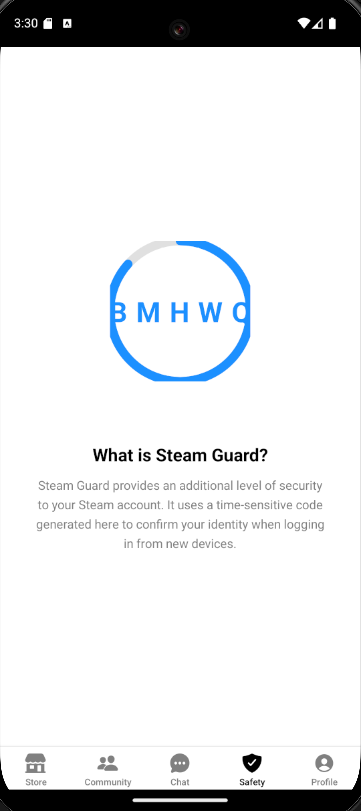 3:30
BMHWQ
What is Steam Guard?
Steam Guard provides an additional level of security
to your Steam account. It uses a time-sensitive code
generated here to confirm your identity when logging
in from new devices.
Store
Community
Chat
Safety
Profile